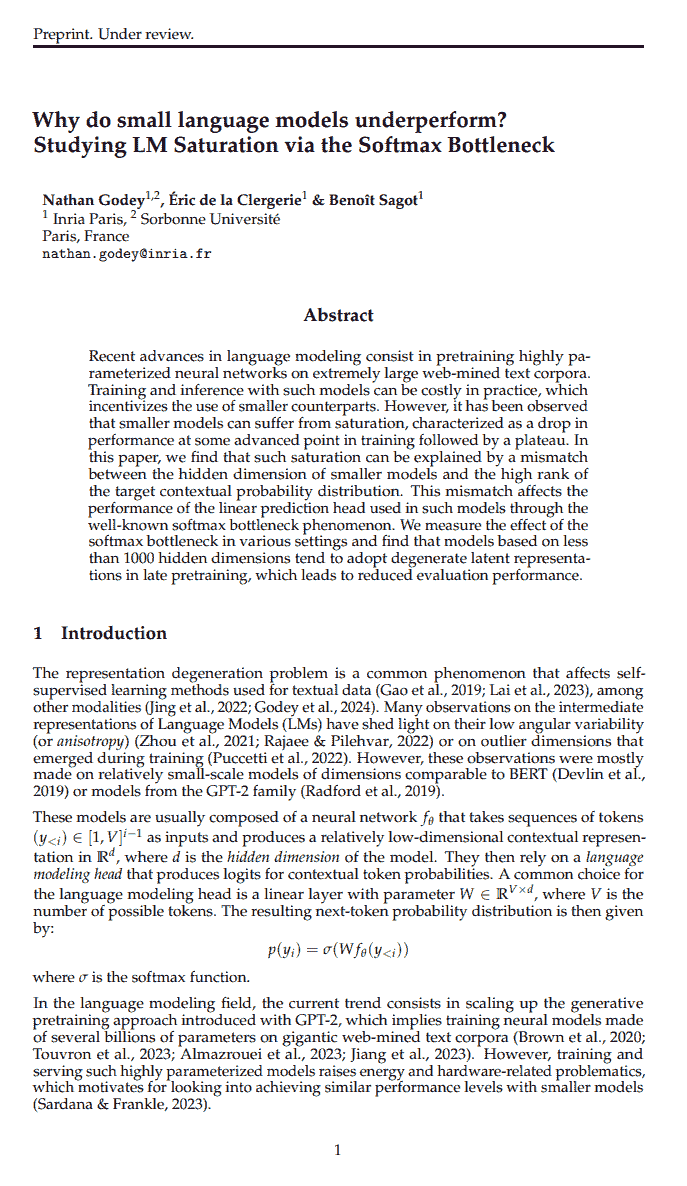 Preprint. Under review.
Why do small language models underperform?
Studying LM Saturation via the Softmax Bottleneck
Nathan Godey1,2, Éric de la Clergerie1 & Benoît Sagot1
1 Inria Paris, 2 Sorbonne Université
Paris, France
nathan.godey@inria.fr
Abstract
Recent advances in language modeling consist in pretraining highly pa-
rameterized neural networks on extremely large web-mined text corpora.
Training and inference with such models can be costly in practice, which
incentivizes the use of smaller counterparts. However, it has been observed
that smaller models can suffer from saturation, characterized as a drop in
performance at some advanced point in training followed by a plateau. In
this paper, we find that such saturation can be explained by a mismatch
between the hidden dimension of smaller models and the high rank of
the target contextual probability distribution. This mismatch affects the
performance of the linear prediction head used in such models through the
well-known softmax bottleneck phenomenon. We measure the effect of the
softmax bottleneck in various settings and find that models based on less
than 1000 hidden dimensions tend to adopt degenerate latent representa-
tions in late pretraining, which leads to reduced evaluation performance.
1 Introduction
The representation degeneration problem is a common phenomenon that affects self-
supervised learning methods used for textual data (Gao et al., 2019; Lai et al., 2023), among
other modalities (Jing et al., 2022; Godey et al., 2024). Many observations on the intermediate
representations of Language Models (LMs) have shed light on their low angular variability
(or anisotropy) (Zhou et al., 2021; Rajaee & Pilehvar, 2022) or on outlier dimensions that
emerged during training (Puccetti et al., 2022). However, these observations were mostly
made on relatively small-scale models of dimensions comparable to BERT (Devlin et al.,
2019) or models from the GPT-2 family (Radford et al., 2019).
These models are usually composed of a neural network fθ that takes sequences of tokens
(y<i) ∈ [1, V]i−1 as inputs and produces a relatively low-dimensional contextual represen-
tation in ℝd, where d is the hidden dimension of the model. They then rely on a language
modeling head that produces logits for contextual token probabilities. A common choice for
the language modeling head is a linear layer with parameter W ∈ ℝV×d, where V is the
number of possible tokens. The resulting next-token probability distribution is then given
by:
p(yi) = σ(Wfθ(y<i))
where σ is the softmax function.
In the language modeling field, the current trend consists in scaling up the generative
pretraining approach introduced with GPT-2, which implies training neural models made
of several billions of parameters on gigantic web-mined text corpora (Brown et al., 2020;
Touvron et al., 2023; Almazrouei et al., 2023; Jiang et al., 2023). However, training and
serving such highly parameterized models raises energy and hardware-related problematics,
which motivates for looking into achieving similar performance levels with smaller models
(Sardana & Frankle, 2023).
1